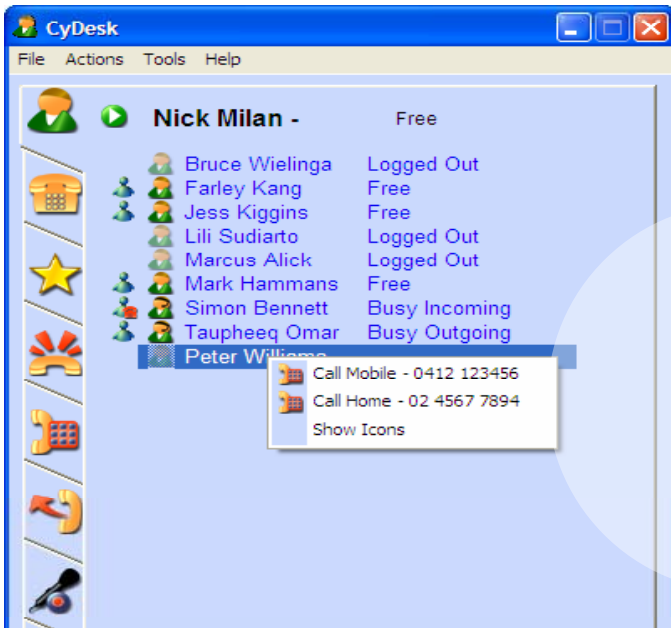 CyDesk
File Actions Tools Help
Nick Milan - Free
Bruce Wielinga Logged Out
Farley Kang Free
Jess Kiggins Free
Lili Sudiarto Logged Out
Marcus Alick Logged Out
Mark Hammans Free
Simon Bennett Busy Incoming
Taupheeq Omar Busy Outgoing
Peter Williams
Call Mobile - 0412 123456
Call Home - 02 4567 7894
Show Icons